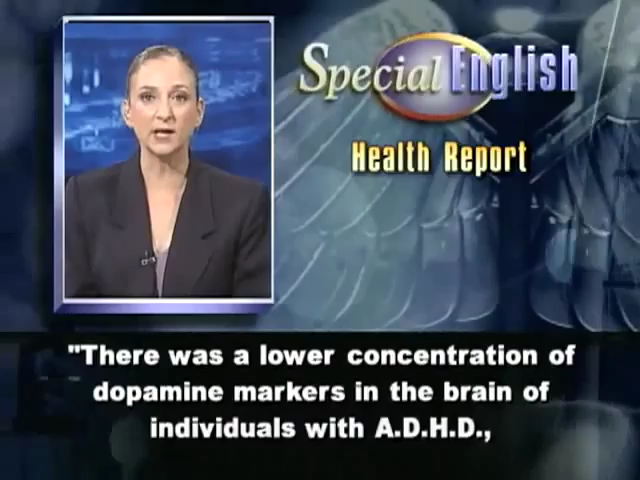 Special English
Health Report
"There was a lower concentration of
dopamine markers in the brain of
individuals with A.D.H.D.,